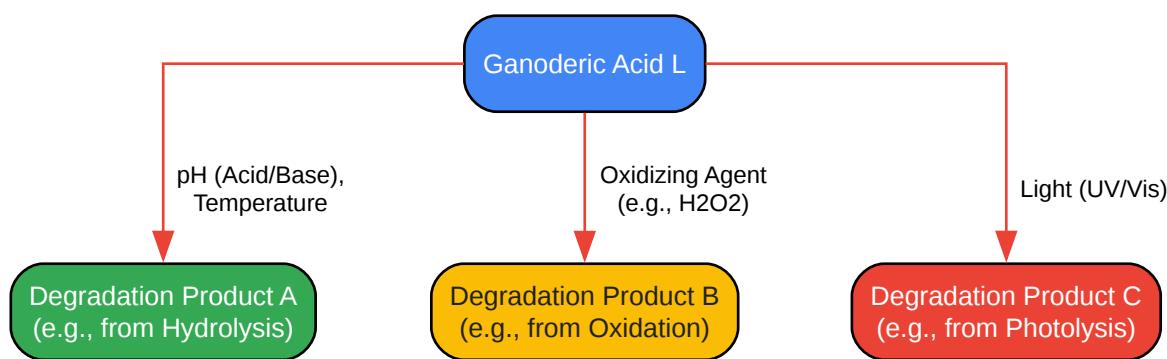 Ganoderic Acid L
pH (Acid/Base),
Temperature
Oxidizing Agent
(e.g., H2O2)
Light (UV/Vis)
Degradation Product A
(e.g., from Hydrolysis)
Degradation Product B
(e.g., from Oxidation)
Degradation Product C
(e.g., from Photolysis)